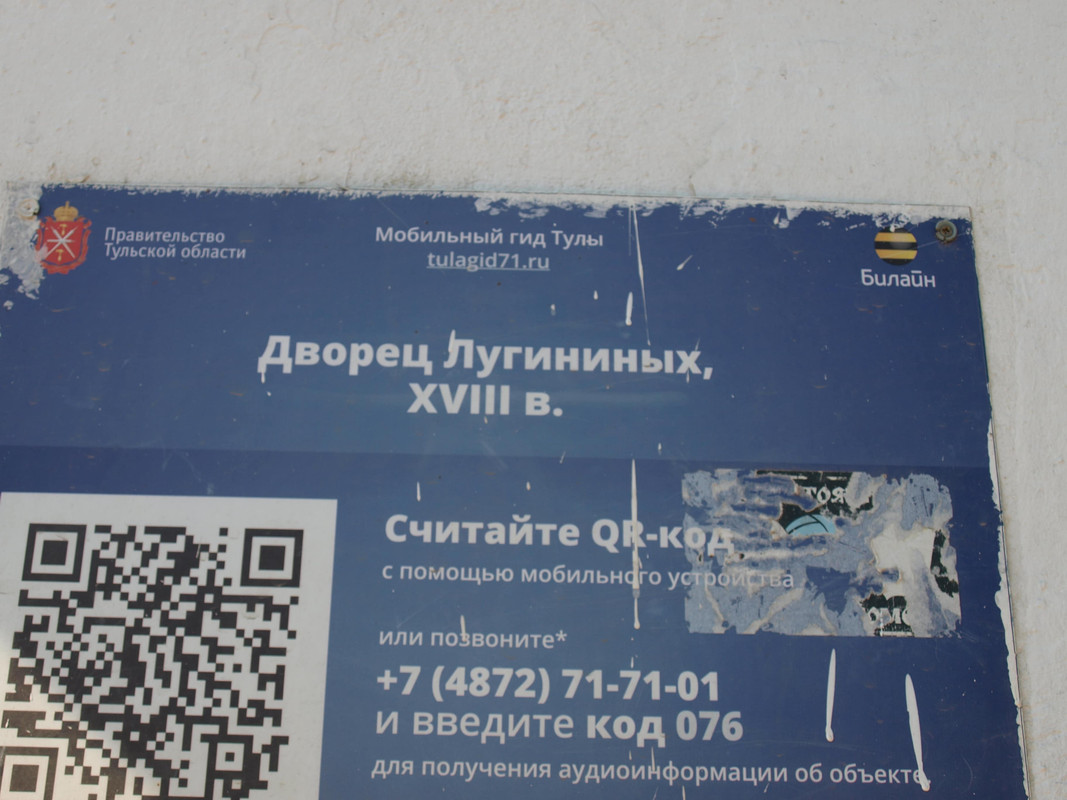 Правительство
Тульской области
Мобильный гид Тулы
tulagid71.ru
Билайн
Дворец Лугининых,
XVIII в.
Считайте QR-код
с помощью мобильного устройства
или позвоните*
+7 (4872) 71-71-01
и введите код 076
для получения аудиоинформации об объекте.